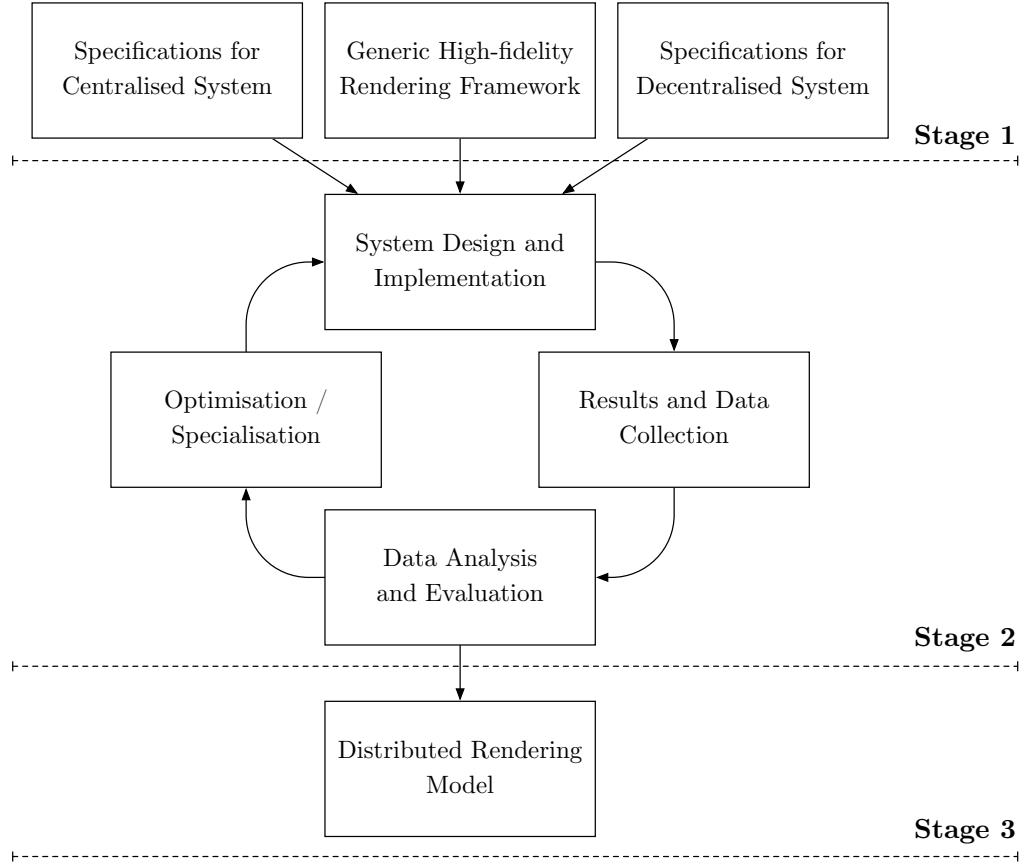 Specifications for
Centralised System
Generic High-fidelity
Rendering Framework
Specifications for
Decentralised System
Stage 1
System Design and
Implementation
Optimisation /
Specialisation
Results and Data
Collection
Data Analysis
and Evaluation
Stage 2
Distributed Rendering
Model
Stage 3